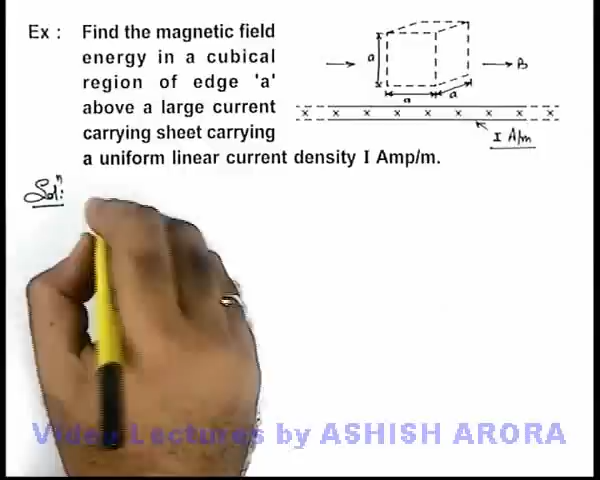 Ex : Find the magnetic field
energy in a cubical
region of edge 'a'
above a large current
carrying sheet carrying
a uniform linear current density I Amp/m.
a
a
a
B
x x x x x x x x x
I A/m
Solⁿ:
Video Lectures by ASHISH ARORA